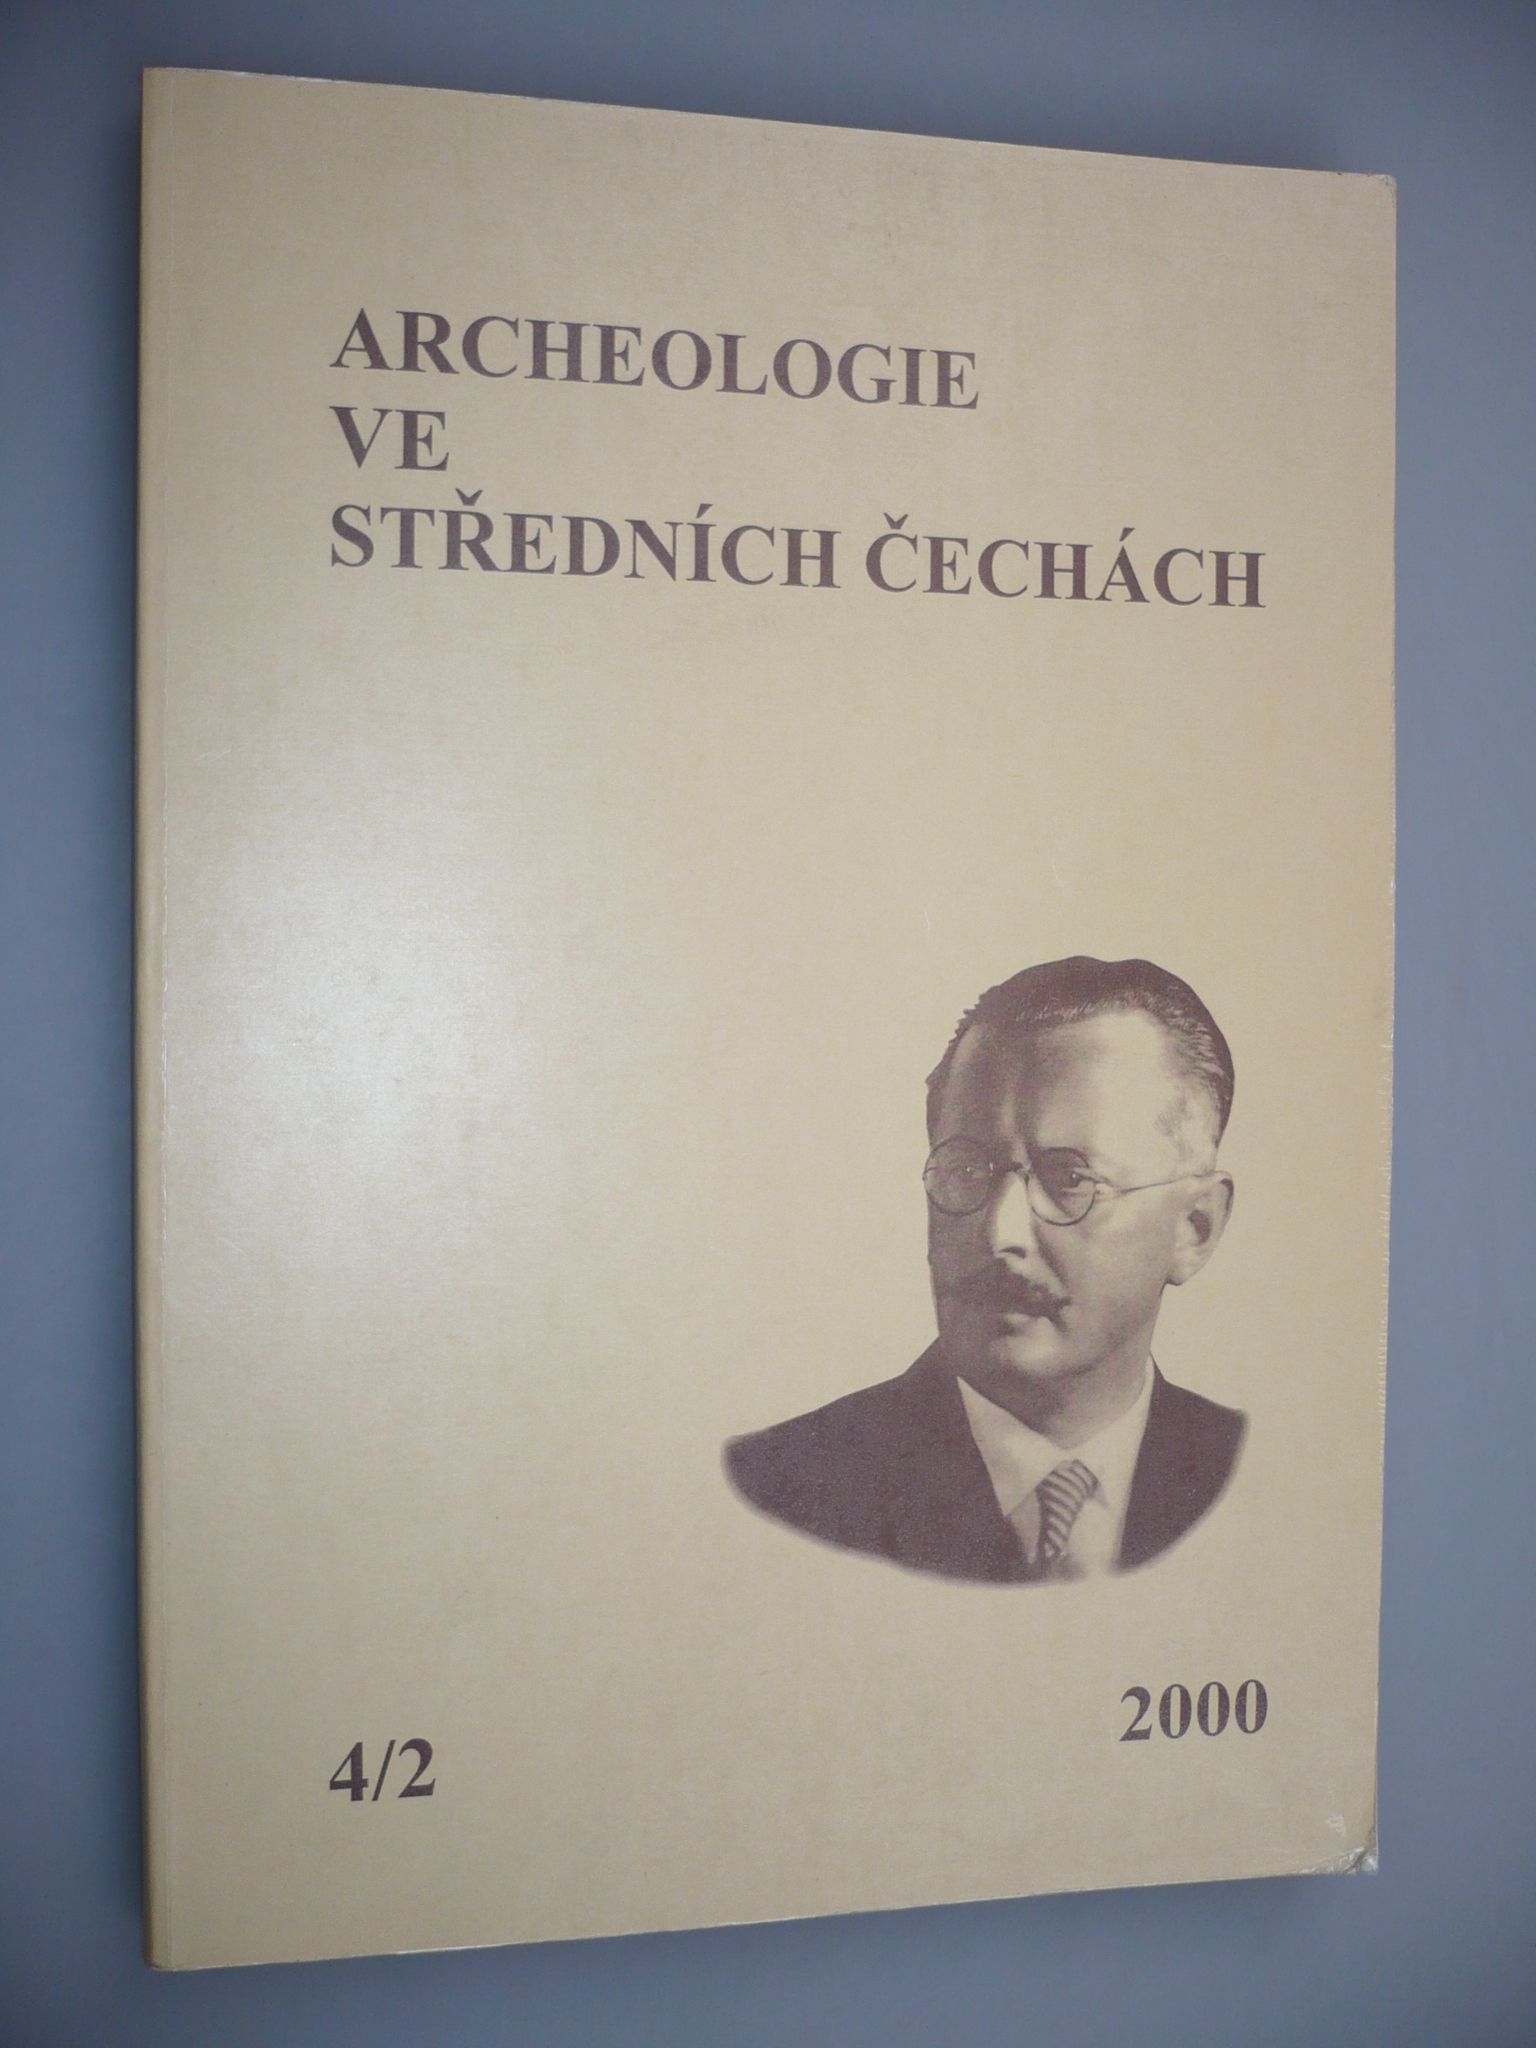 ARCHEOLOGIE
VE
STŘEDNÍCH ČECHÁCH
4/2
2000